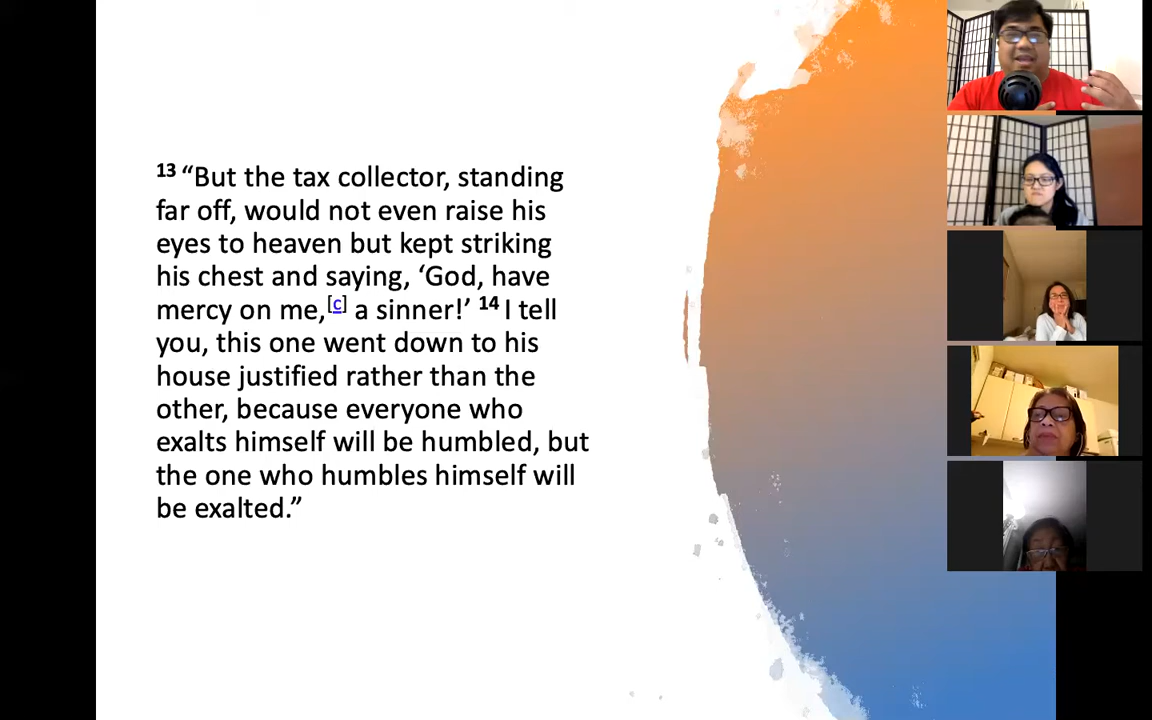 13 “But the tax collector, standing
far off, would not even raise his
eyes to heaven but kept striking
his chest and saying, ‘God, have
mercy on me,[c] a sinner!’ 14 I tell
you, this one went down to his
house justified rather than the
other, because everyone who
exalts himself will be humbled, but
the one who humbles himself will
be exalted.”